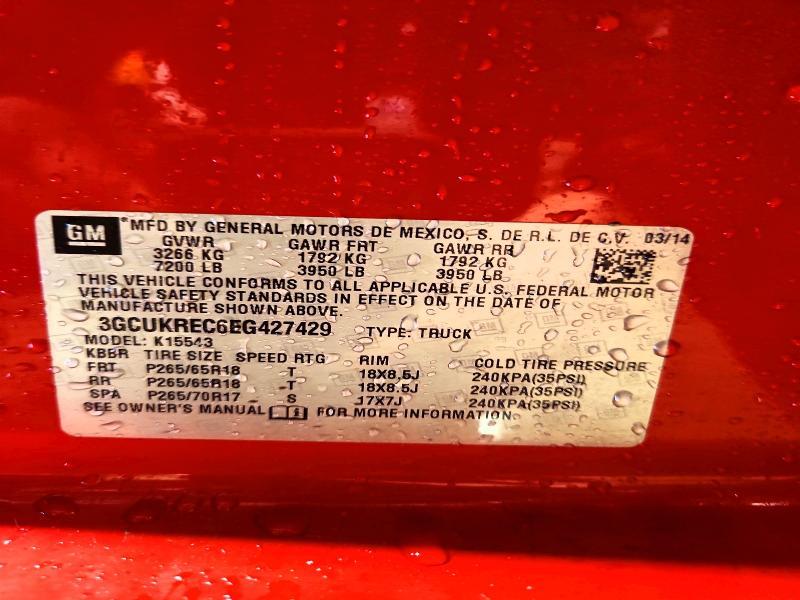 GM MFD BY GENERAL MOTORS DE MEXICO, S. DE R.L. DE C.V. 03/14
GVWR GAWR FRT GAWR RR
3266 KG 1792 KG 1792 KG
7200 LB 3950 LB 3950 LB
THIS VEHICLE CONFORMS TO ALL APPLICABLE U.S. FEDERAL MOTOR
VEHICLE SAFETY STANDARDS IN EFFECT ON THE DATE OF
MANUFACTURE SHOWN ABOVE.
3GCUKREC6EG427429 TYPE: TRUCK
MODEL: K15543
KBBR TIRE SIZE SPEED RTG RIM COLD TIRE PRESSURE
FRT P265/65R18 T 18X8.5J 240KPA(35PSI)
RR P265/65R18 T 18X8.5J 240KPA(35PSI)
SPA P265/70R17 S 17X7J 240KPA(35PSI)
SEE OWNER'S MANUAL FOR MORE INFORMATION.